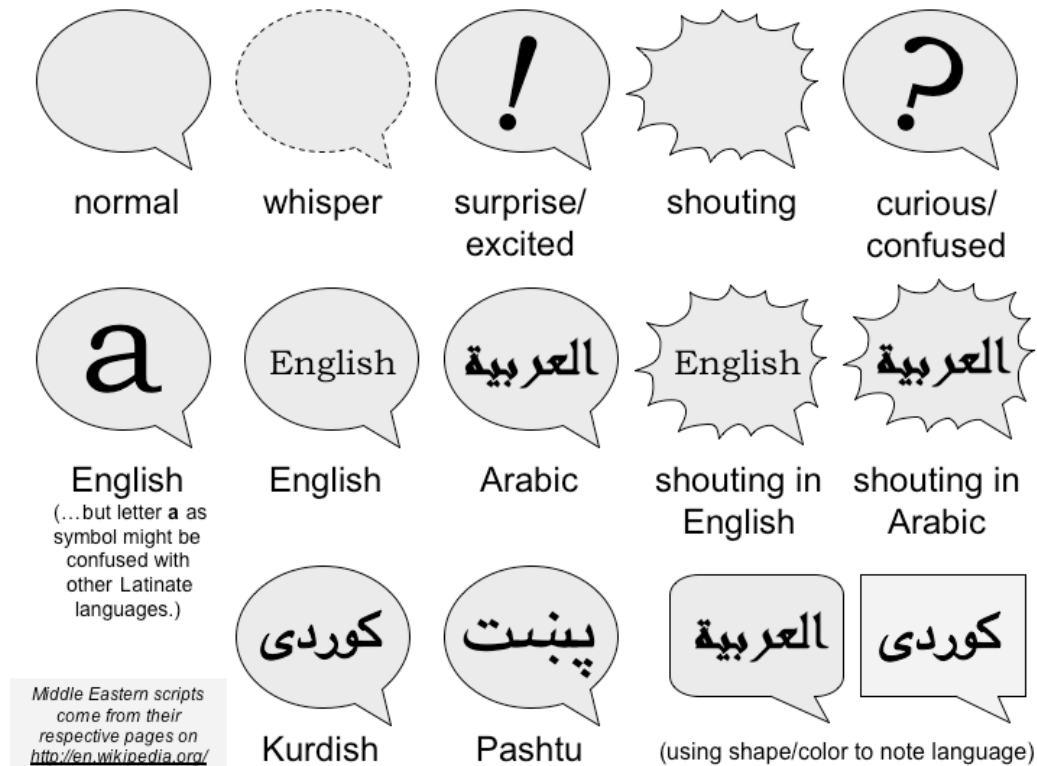 !
?
normal
whisper
surprise/
excited
shouting
curious/
confused
a
English
العربية
English
العربية
English
(…but letter a as
symbol might be
confused with
other Latinate
languages.)
English
Arabic
shouting in
English
shouting in
Arabic
کوردی
پښت
العربية
کوردی
Kurdish
Pashtu
(using shape/color to note language)
Middle Eastern scripts
come from their
respective pages on
http://en.wikipedia.org/